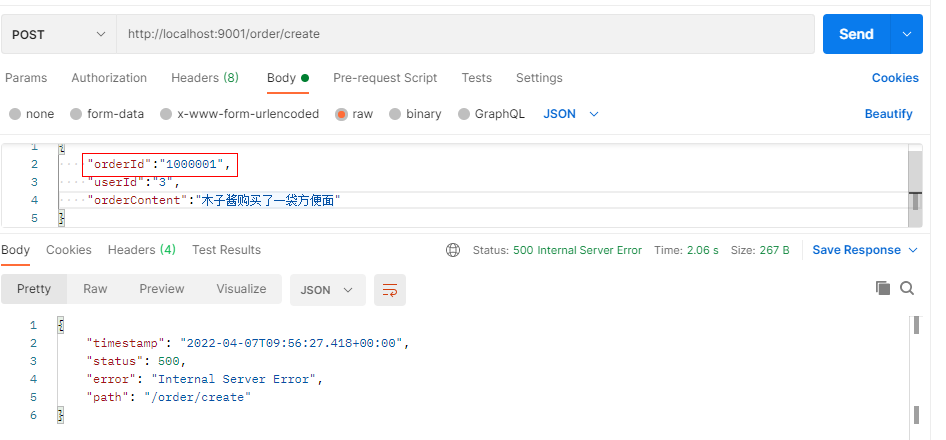 POST http://localhost:9001/order/create Send
Params Authorization Headers (8) Body Pre-request Script Tests Settings Cookies
none form-data x-www-form-urlencoded raw binary GraphQL JSON Beautify
1 {
2 "orderId":"1000001",
3 "userId":"3",
4 "orderContent":"木子酱购买了一袋方便面"
5 }
Body Cookies Headers (4) Test Results Status: 500 Internal Server Error Time: 2.06 s Size: 267 B Save Response
Pretty Raw Preview Visualize JSON
1 {
2 "timestamp": "2022-04-07T09:56:27.418+00:00",
3 "status": 500,
4 "error": "Internal Server Error",
5 "path": "/order/create"
6 }